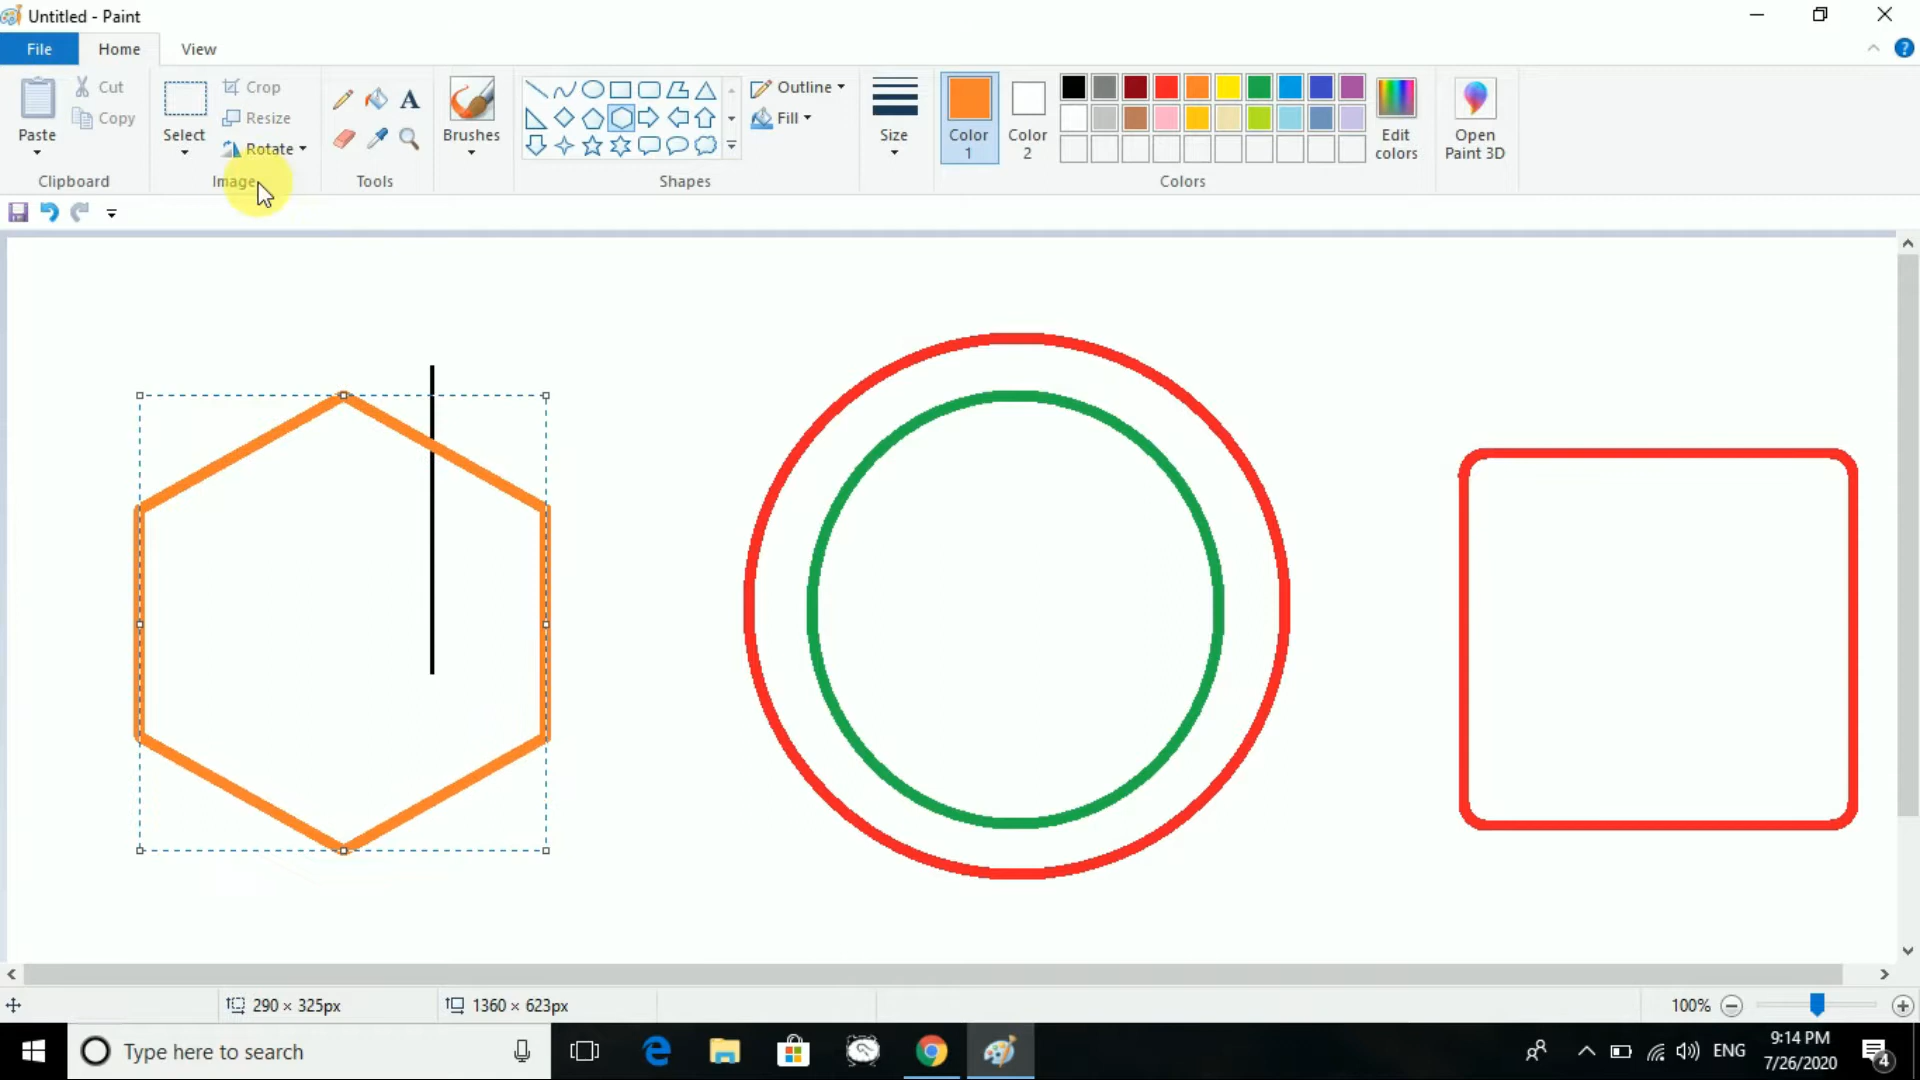 Untitled - Paint
File Home View
Paste
Cut
Copy
Clipboard
Select
Crop
Resize
Rotate
Image
A
Tools
Brushes
Shapes
Outline
Fill
Size
Color 1
Color 2
Edit colors
Open Paint 3D
Colors
290 × 325px
1360 × 623px
100%
Type here to search
ENG
9:14 PM
7/26/2020
4